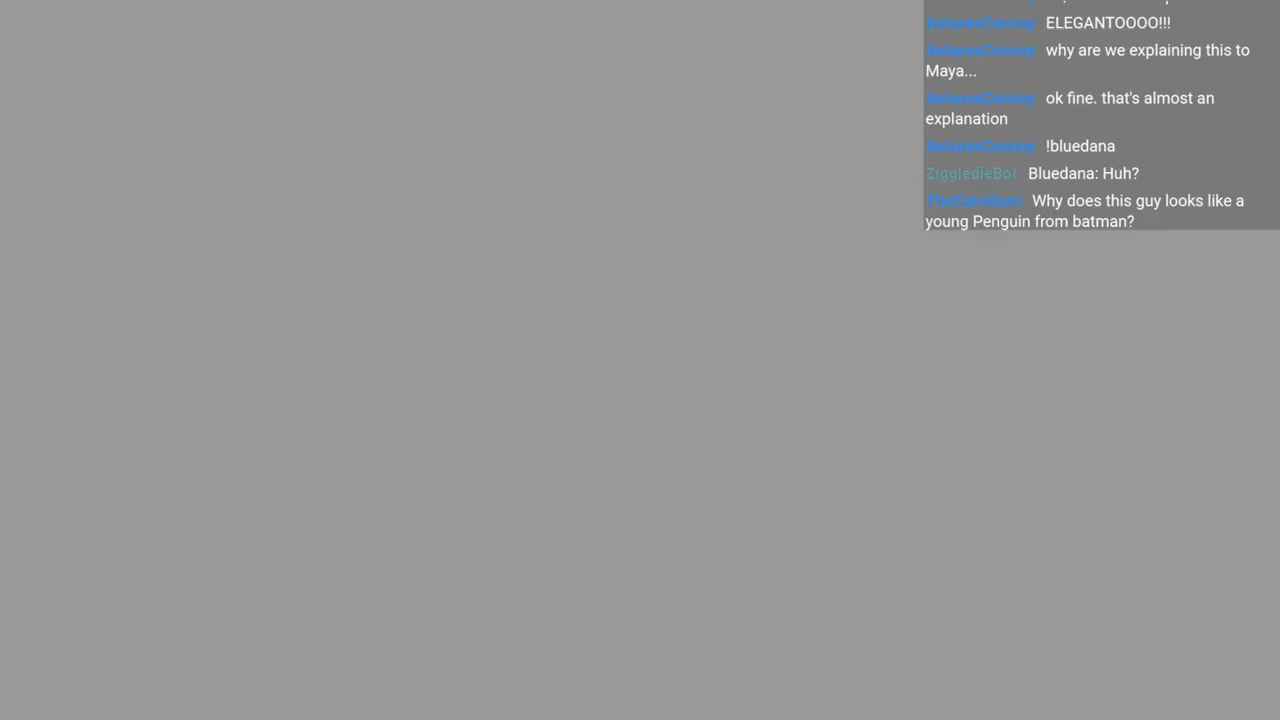 AntaresConvoy ELEGANTOOOO!!!
AntaresConvoy why are we explaining this to
Maya...
AntaresConvoy ok fine. that's almost an
explanation
AntaresConvoy !bluedana
ZiggledieBot Bluedana: Huh?
TheCalvitium Why does this guy looks like a
young Penguin from batman?